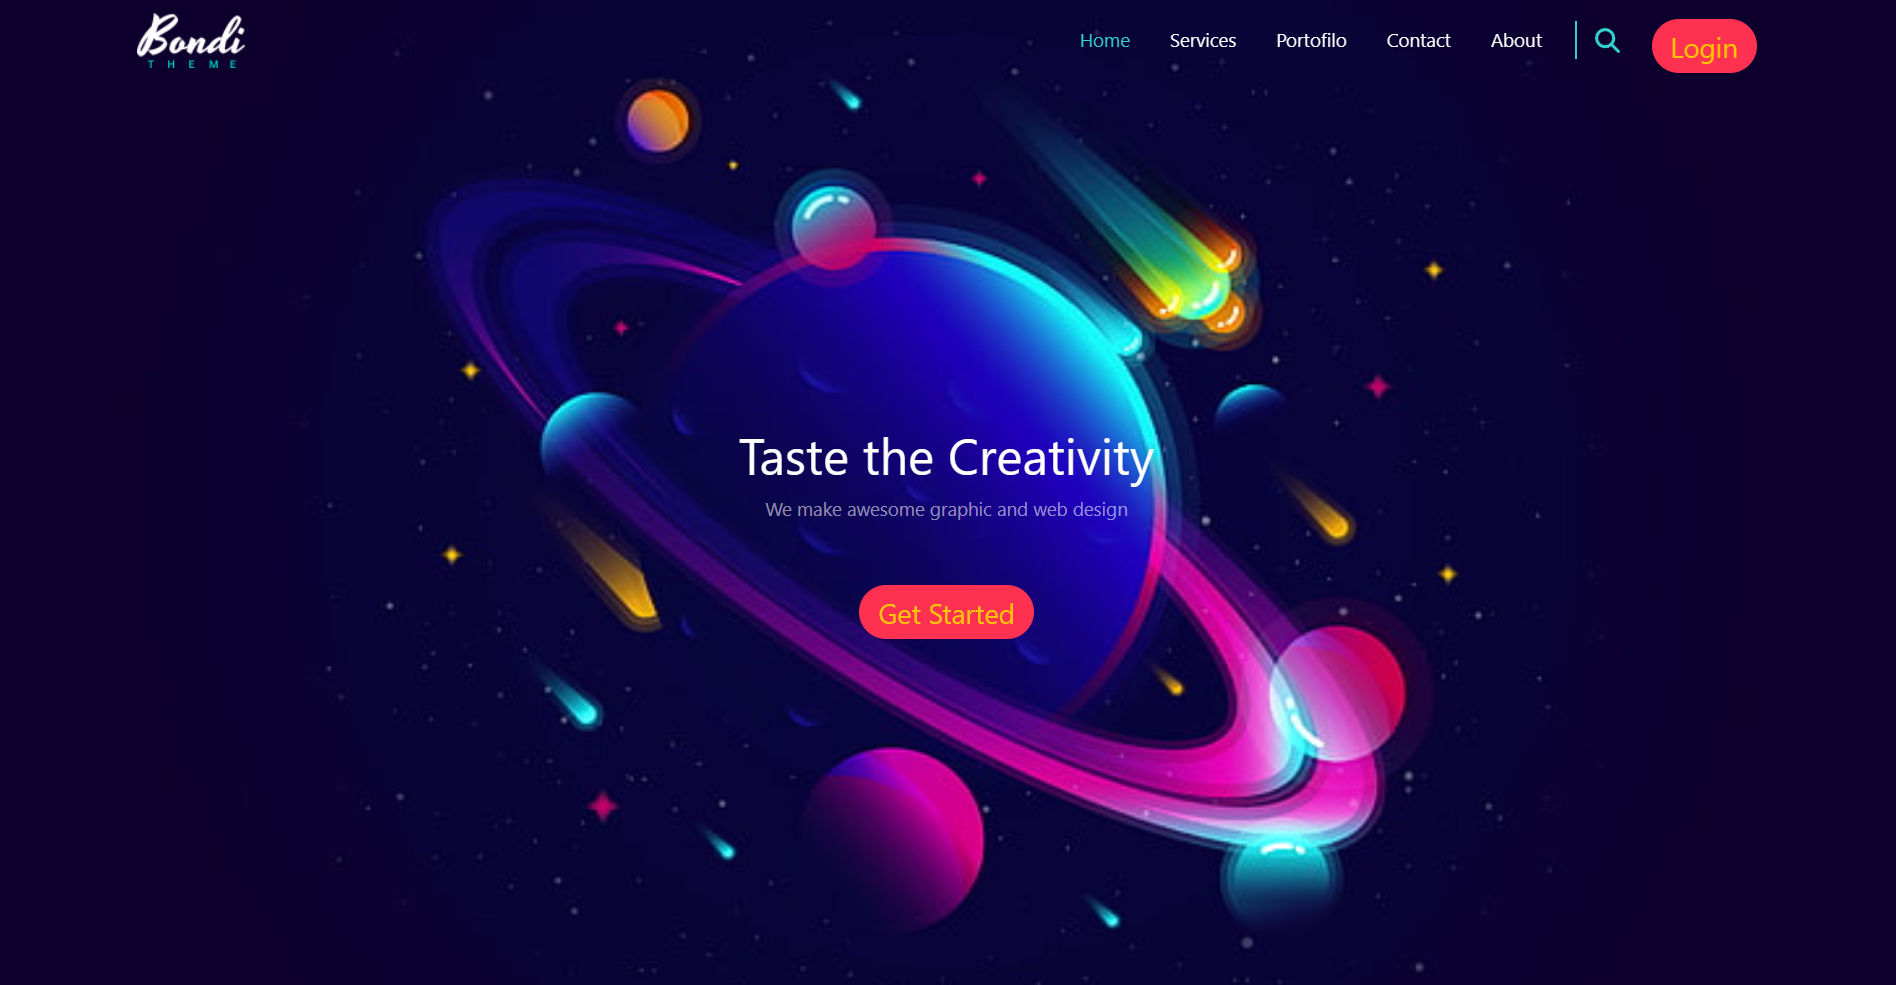 Bondi
THEME
Home Services Portofilo Contact About Login
Taste the Creativity
We make awesome graphic and web design
Get Started